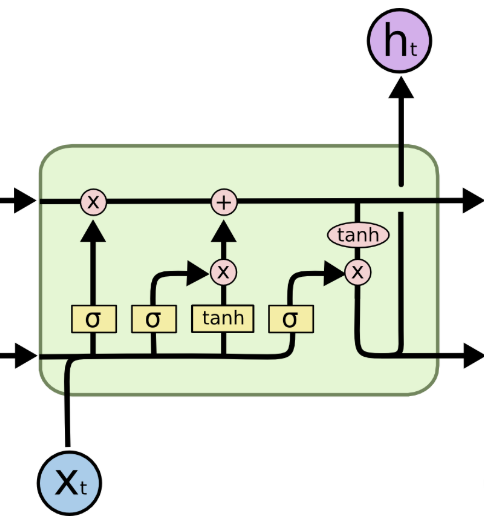 ht
x +
tanh
x x
σ σ tanh σ
Xt